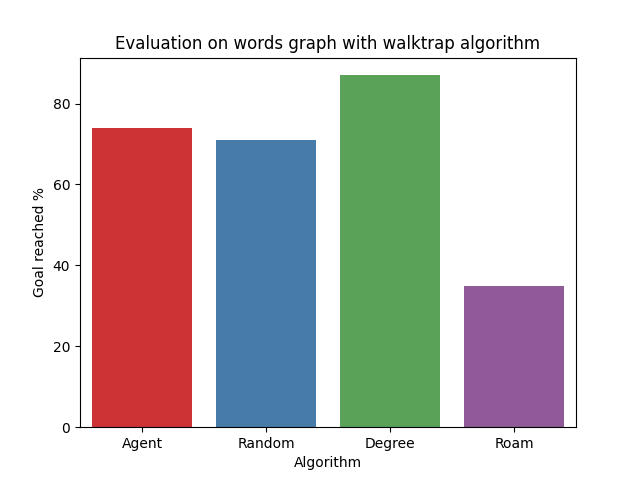 Evaluation on words graph with walktrap algorithm
Goal reached %
80
60
40
20
0
Agent Random Degree Roam
Algorithm